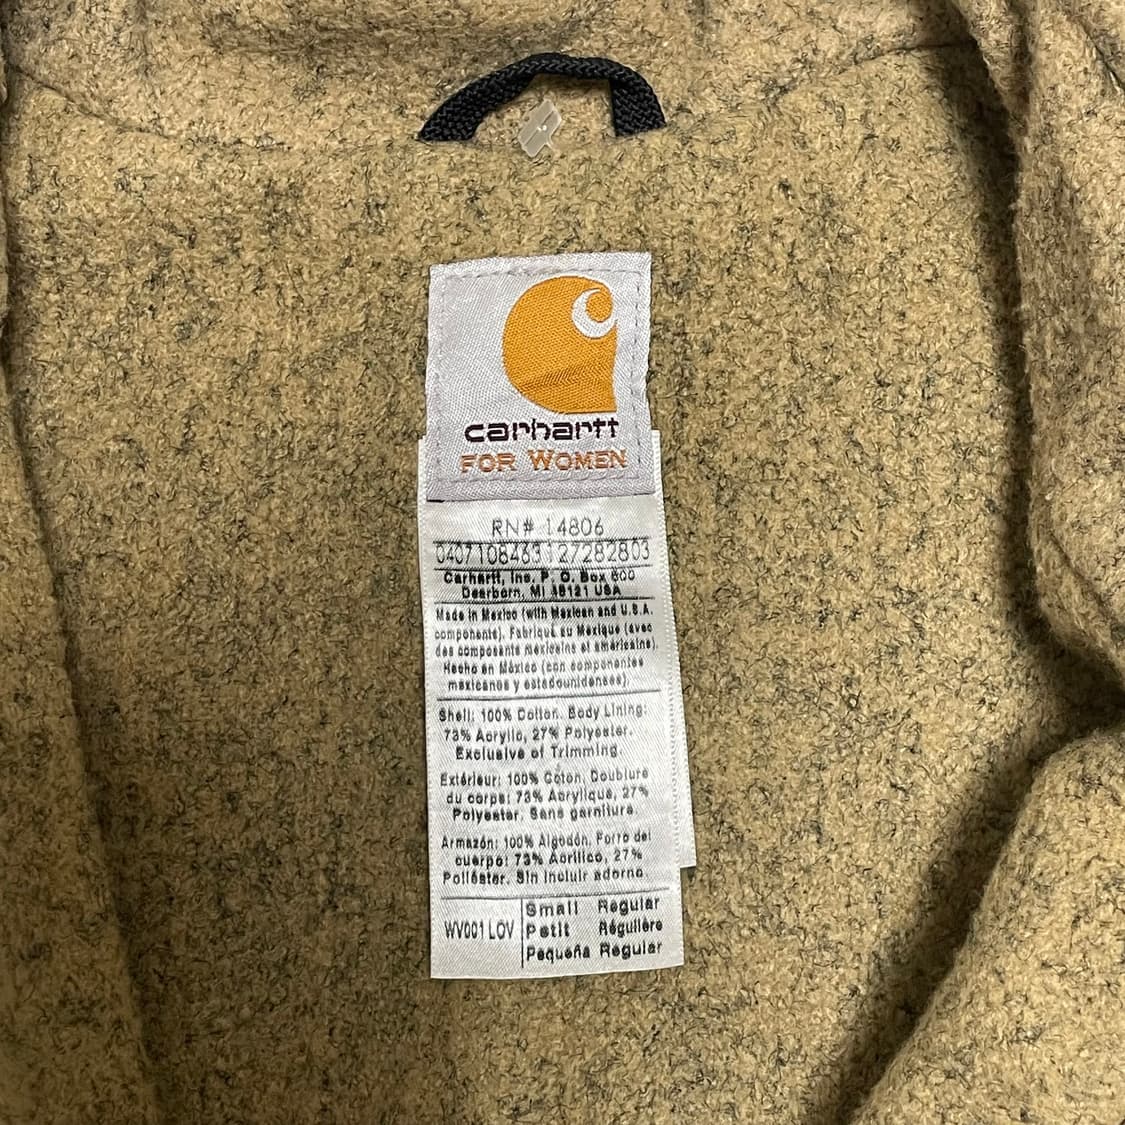 carhartt
FOR WOMEN
RN# 14806
0407108463127282803
Carhartt, Inc. P. O. Box 600
Dearborn, MI 48121 USA
Made in Mexico (with Mexican and U.S.A.
components). Fabriqué au Mexique (avec
des composants mexicains et américains).
Hecho en México (con componentes
mexicanos y estadounidenses).
Shell: 100% Cotton. Body Lining:
73% Acrylic, 27% Polyester.
Exclusive of Trimming.
Extérieur: 100% Coton. Doublure
du corps: 73% Acrylique, 27%
Polyester. Sans garniture.
Armazón: 100% Algodón. Forro del
cuerpo: 73% Acrílico, 27%
Poliéster. Sin incluir adorno.
Small Regular
WV001 LOV Petit Régulière
Pequeña Regular